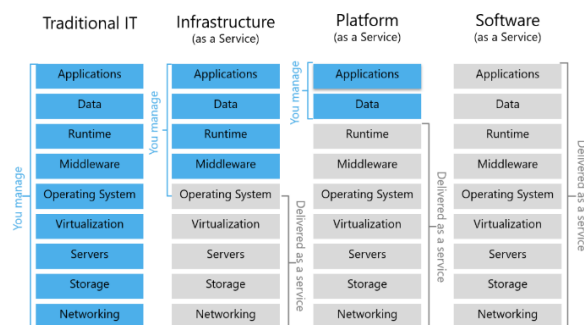 Traditional IT
Infrastructure
(as a Service)
Platform
(as a Service)
Software
(as a Service)
You manage
Applications
Data
Runtime
Middleware
Operating System
Virtualization
Servers
Storage
Networking
You manage
Applications
Data
Runtime
Middleware
Operating System
Virtualization
Servers
Storage
Networking
Delivered as a service
You manage
Applications
Data
Runtime
Middleware
Operating System
Virtualization
Servers
Storage
Networking
Delivered as a service
Applications
Data
Runtime
Middleware
Operating System
Virtualization
Servers
Storage
Networking
Delivered as a service